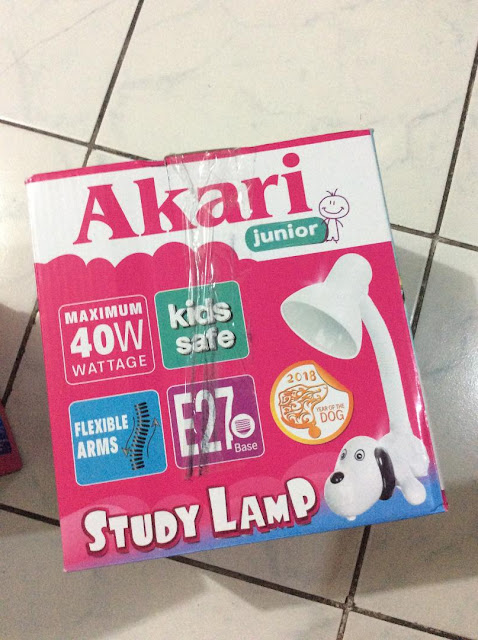 Akari
junior
MAXIMUM
40W
WATTAGE
kids
safe
FLEXIBLE
ARMS
E27
Base
2018
YEAR OF THE
DOG
STUDY LAMP